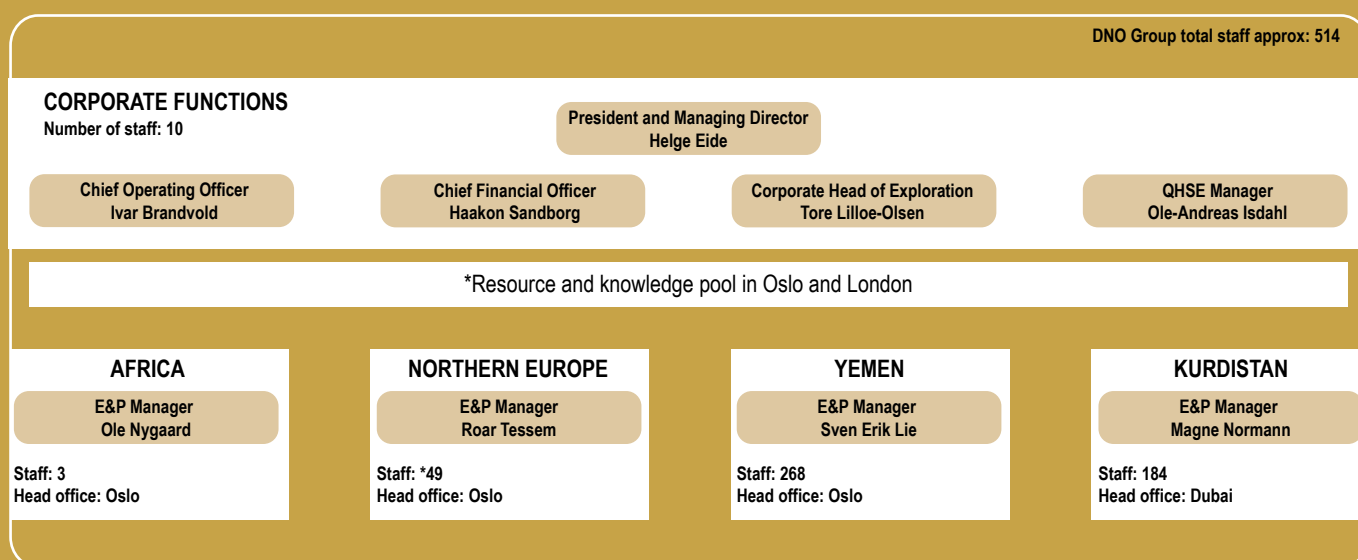 DNO Group total staff approx: 514
CORPORATE FUNCTIONS
Number of staff: 10
President and Managing Director
Helge Eide
Chief Operating Officer
Ivar Brandvold
Chief Financial Officer
Haakon Sandborg
Corporate Head of Exploration
Tore Lilloe-Olsen
QHSE Manager
Ole-Andreas Isdahl
*Resource and knowledge pool in Oslo and London
AFRICA
E&P Manager
Ole Nygaard
Staff: 3
Head office: Oslo
NORTHERN EUROPE
E&P Manager
Roar Tessem
Staff: *49
Head office: Oslo
YEMEN
E&P Manager
Sven Erik Lie
Staff: 268
Head office: Oslo
KURDISTAN
E&P Manager
Magne Normann
Staff: 184
Head office: Dubai